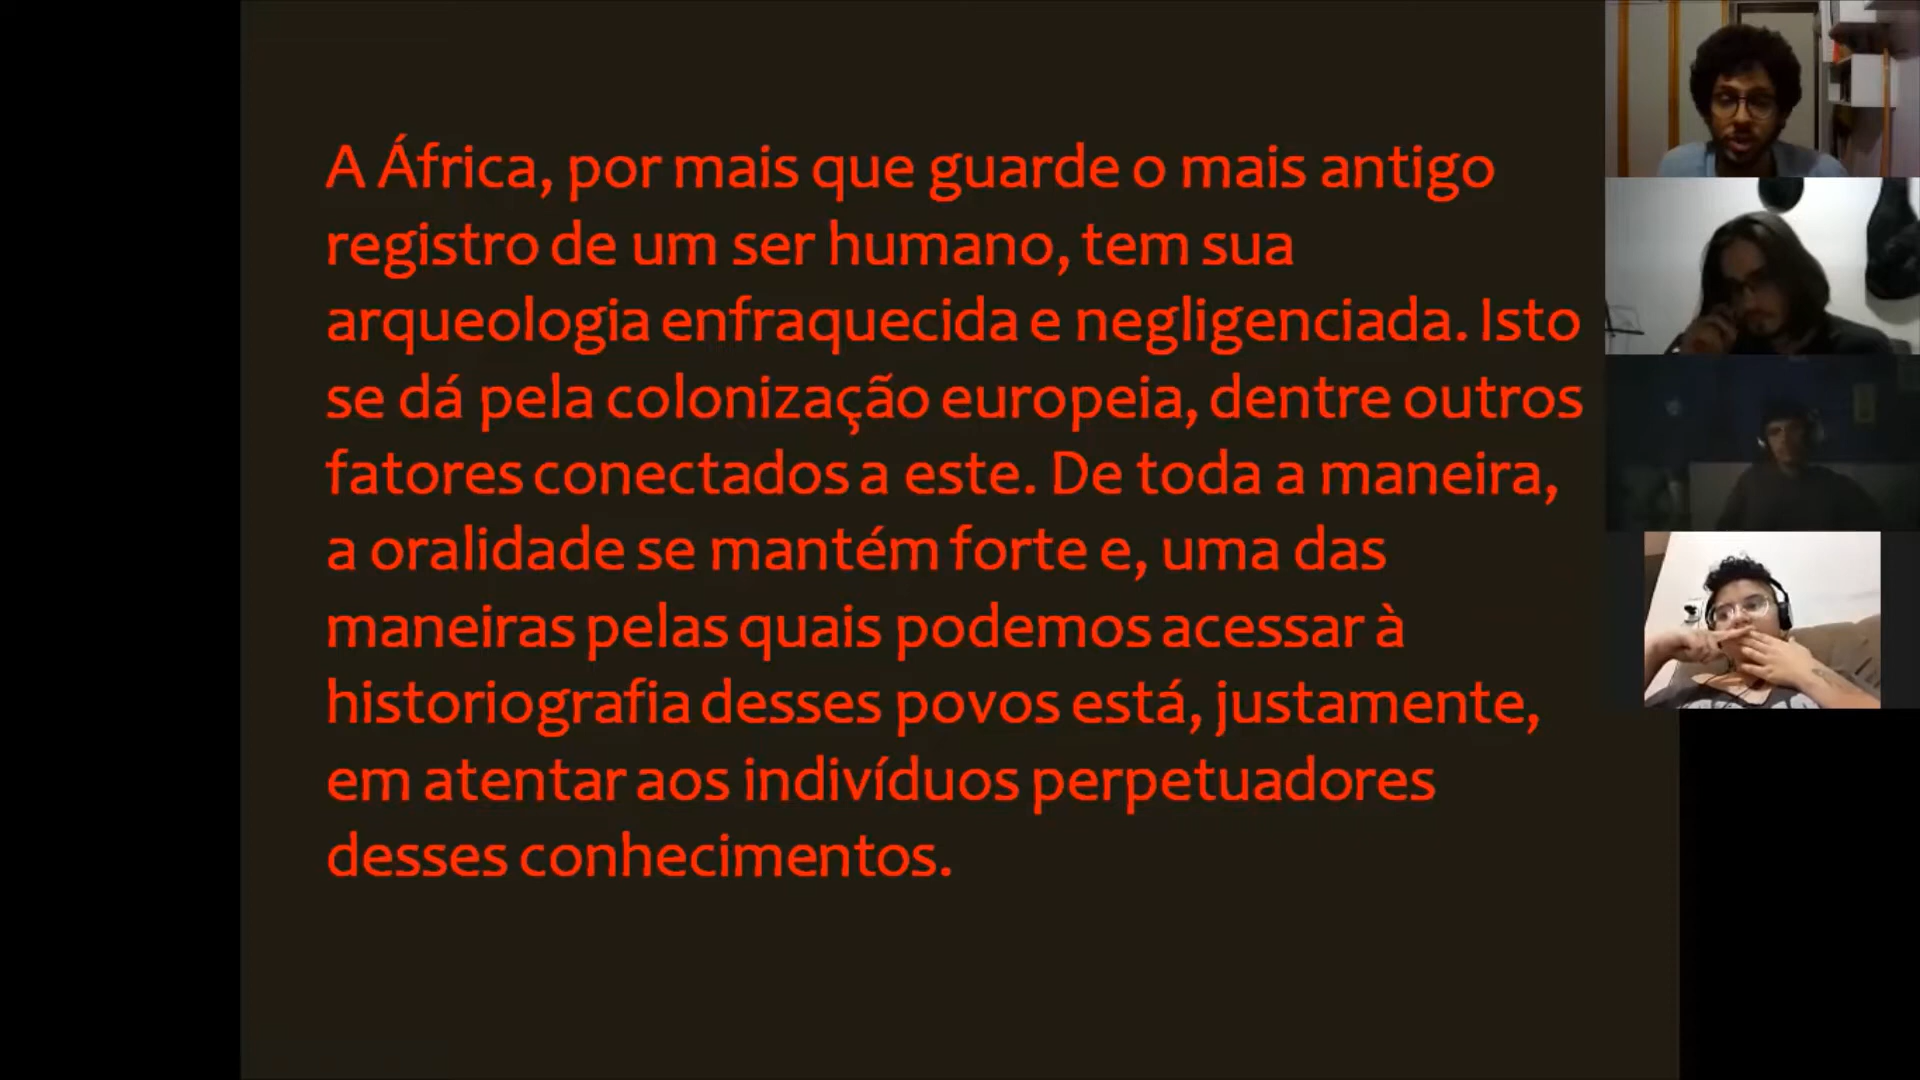 A África, por mais que guarde o mais antigo
registro de um ser humano, tem sua
arqueologia enfraquecida e negligenciada. Isto
se dá pela colonização europeia, dentre outros
fatores conectados a este. De toda a maneira,
a oralidade se mantém forte e, uma das
maneiras pelas quais podemos acessar à
historiografia desses povos está, justamente,
em atentar aos indivíduos perpetuadores
desses conhecimentos.